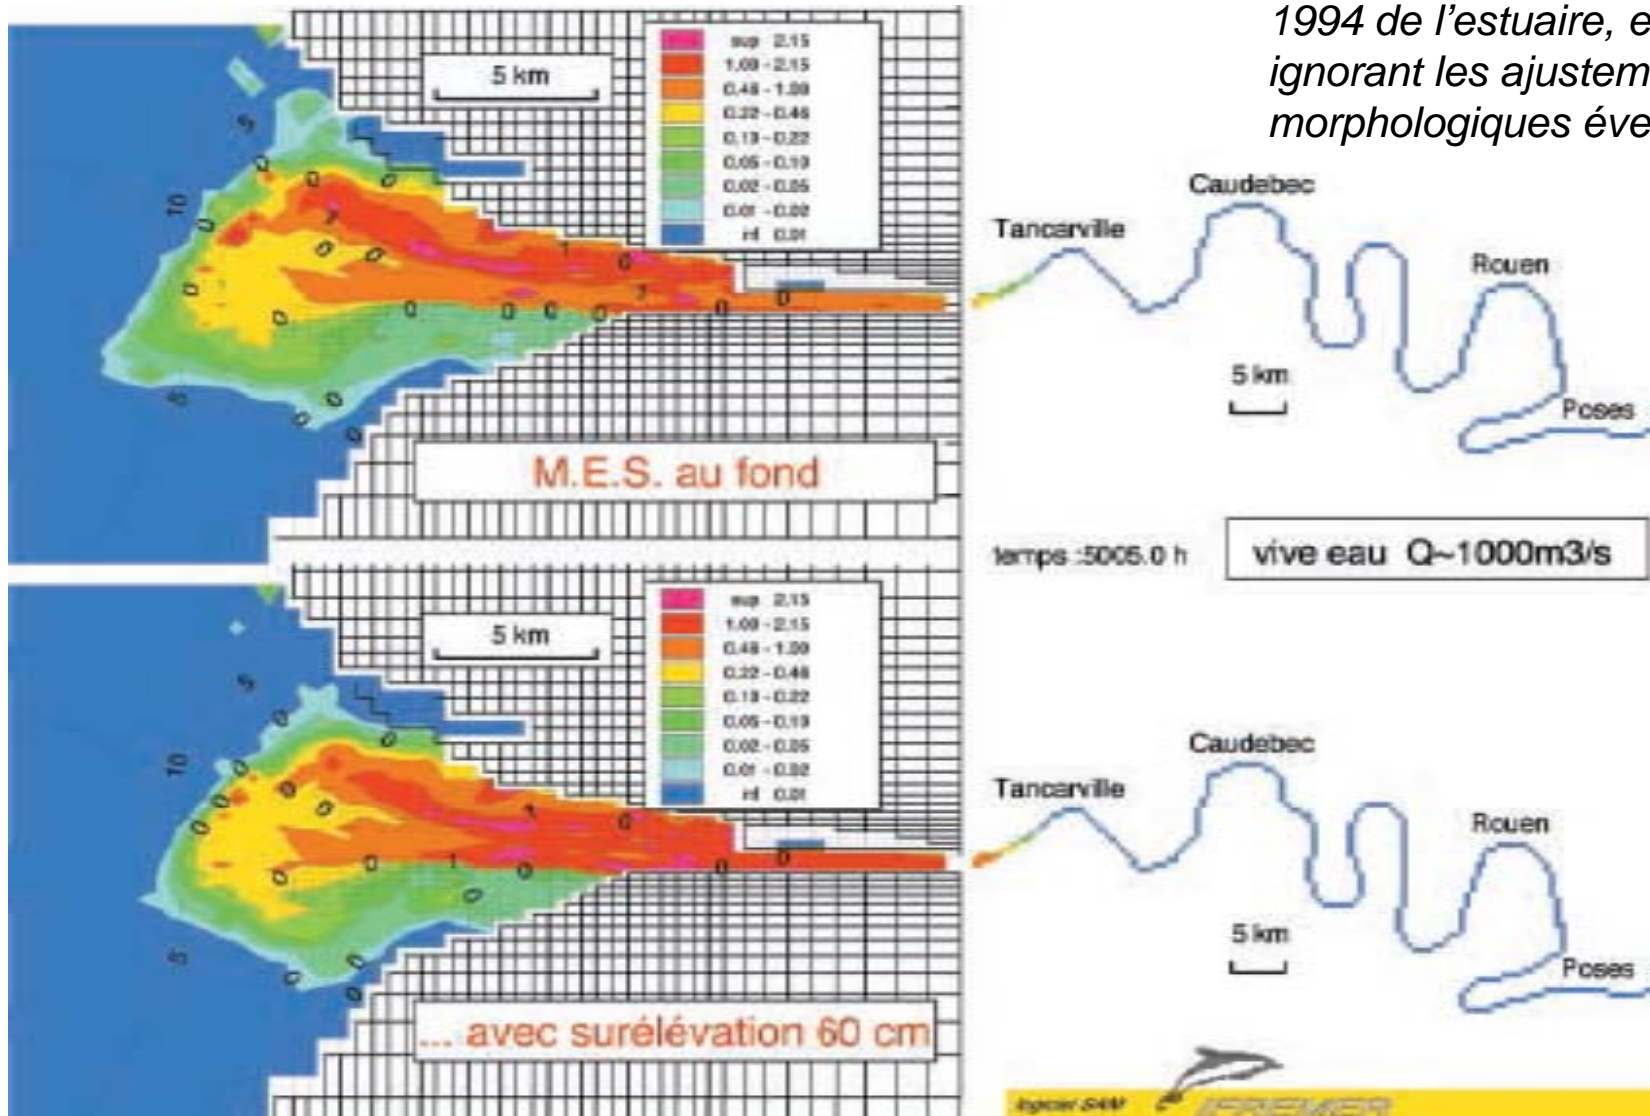 1994 de l’estuaire, e
ignorant les ajustem
morphologiques éve
5 km
sup 2.15
1.00 - 2.15
0.46 - 1.00
0.22 - 0.46
0.10 - 0.22
0.05 - 0.10
0.02 - 0.05
0.01 - 0.02
inf 0.01
M.E.S. au fond
Caudebec
Tancarville
Rouen
5 km
Poses
temps :5005.0 h
vive eau Q~1000m3/s
5 km
sup 2.15
1.00 - 2.15
0.46 - 1.00
0.22 - 0.46
0.10 - 0.22
0.05 - 0.10
0.02 - 0.05
0.01 - 0.02
inf 0.01
... avec surélévation 60 cm
Caudebec
Tancarville
Rouen
5 km
Poses
logiciel SAM
IFREMER